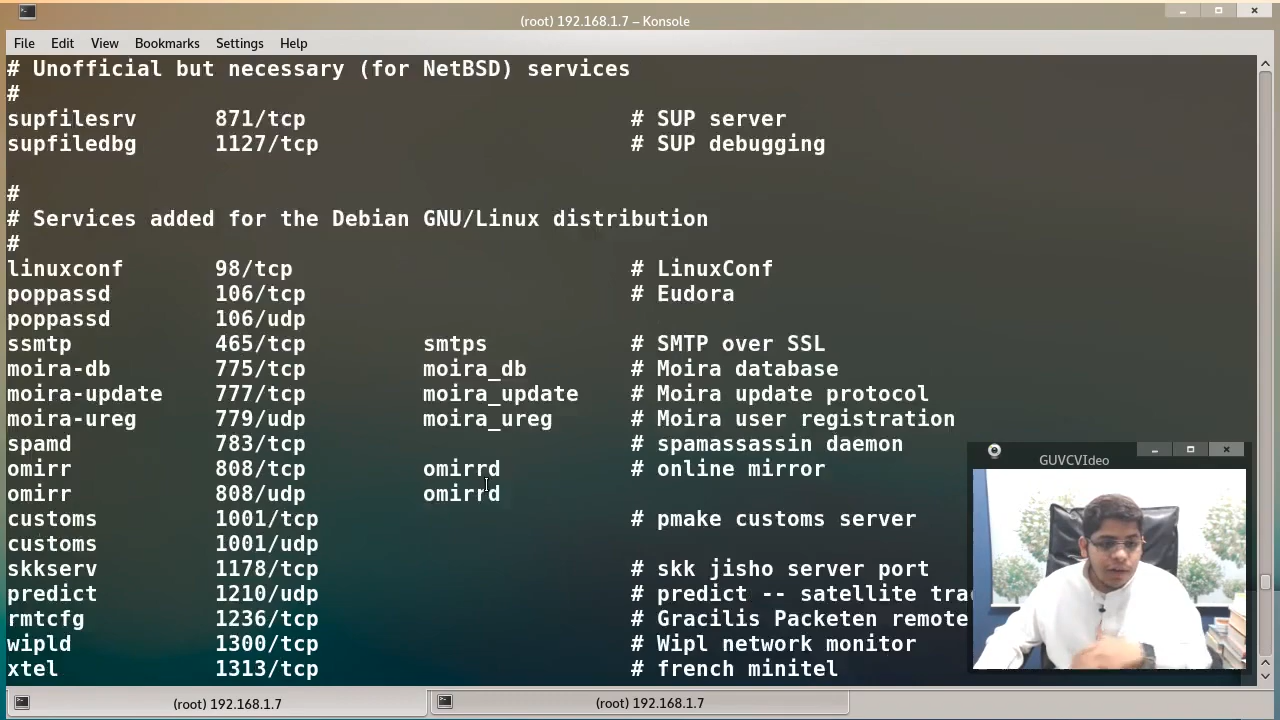 (root) 192.168.1.7 – Konsole
File Edit View Bookmarks Settings Help
# Unofficial but necessary (for NetBSD) services
#
supfilesrv 871/tcp # SUP server
supfiledbg 1127/tcp # SUP debugging
#
# Services added for the Debian GNU/Linux distribution
#
linuxconf 98/tcp # LinuxConf
poppassd 106/tcp # Eudora
poppassd 106/udp
ssmtp 465/tcp smtps # SMTP over SSL
moira-db 775/tcp moira_db # Moira database
moira-update 777/tcp moira_update # Moira update protocol
moira-ureg 779/udp moira_ureg # Moira user registration
spamd 783/tcp # spamassassin daemon
omirr 808/tcp omirrd # online mirror
omirr 808/udp omirrd
customs 1001/tcp # pmake customs server
customs 1001/udp
skkserv 1178/tcp # skk jisho server port
predict 1210/udp # predict -- satellite
rmtcfg 1236/tcp # Gracilis Packeten remote
wipld 1300/tcp # Wipl network monitor
xtel 1313/tcp # french minitel
GUVCVIdeo
(root) 192.168.1.7 (root) 192.168.1.7